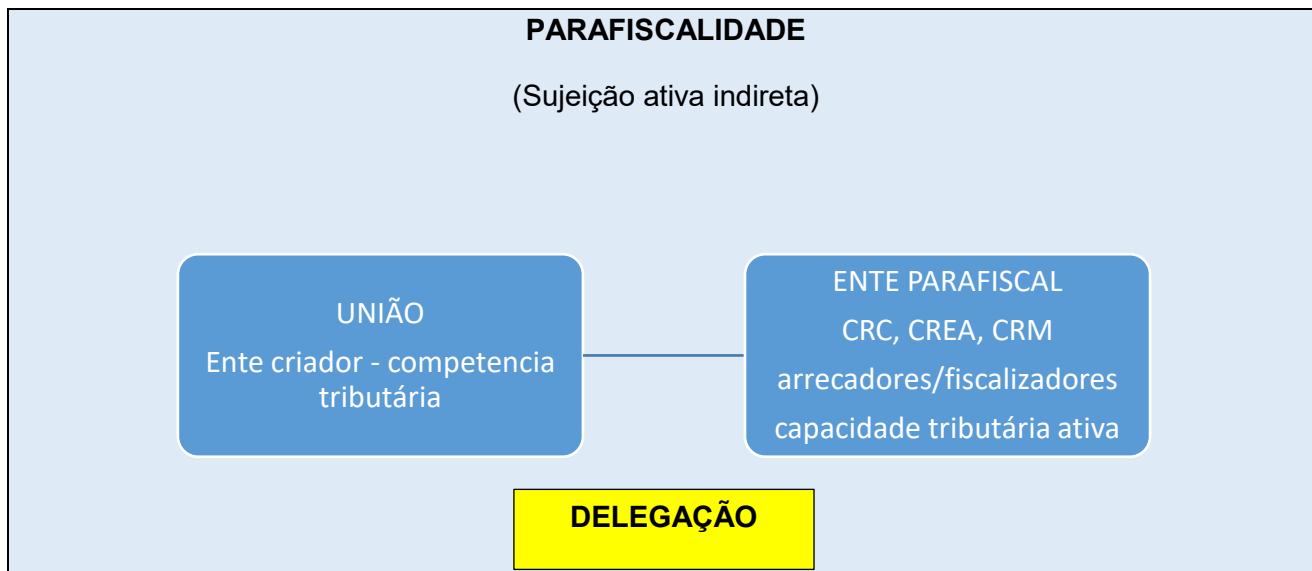 PARAFISCALIDADE
(Sujeição ativa indireta)
UNIÃO
Ente criador - competencia
tributária
ENTE PARAFISCAL
CRC, CREA, CRM
arrecadores/fiscalizadores
capacidade tributária ativa
DELEGAÇÃO